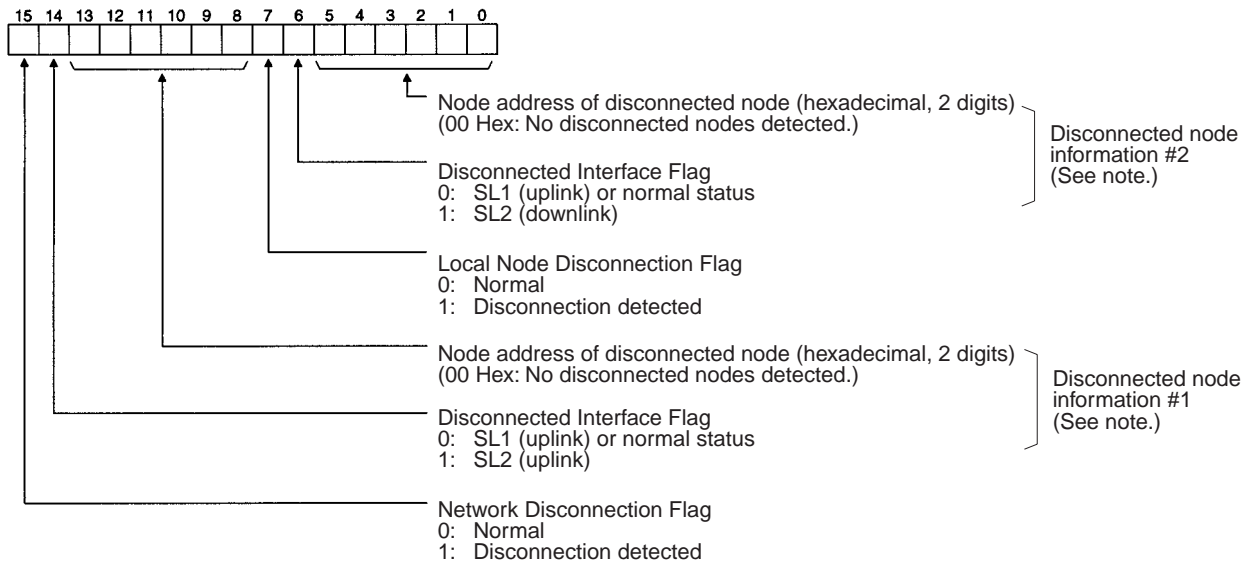 15 14 13 12 11 10 9 8 7 6 5 4 3 2 1 0
Node address of disconnected node (hexadecimal, 2 digits)
(00 Hex: No disconnected nodes detected.)
Disconnected Interface Flag
0: SL1 (uplink) or normal status
1: SL2 (downlink)
Disconnected node
information #2
(See note.)
Local Node Disconnection Flag
0: Normal
1: Disconnection detected
Node address of disconnected node (hexadecimal, 2 digits)
(00 Hex: No disconnected nodes detected.)
Disconnected Interface Flag
0: SL1 (uplink) or normal status
1: SL2 (uplink)
Disconnected node
information #1
(See note.)
Network Disconnection Flag
0: Normal
1: Disconnection detected